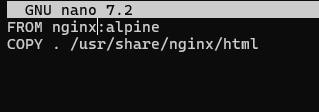 GNU nano 7.2
FROM nginx:alpine
COPY . /usr/share/nginx/html